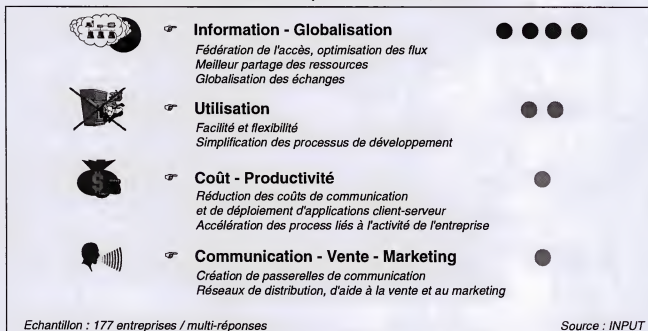 Information - Globalisation
Fédération de l'accès, optimisation des flux
Meilleur partage des ressources
Globalisation des échanges
Utilisation
Facilité et flexibilité
Simplification des processus de développement
Coût - Productivité
Réduction des coûts de communication
et de déploiement d'applications client-serveur
Accélération des process liés à l'activité de l'entreprise
Communication - Vente - Marketing
Création de passerelles de communication
Réseaux de distribution, d'aide à la vente et au marketing
Echantillon : 177 entreprises / multi-réponses Source : INPUT